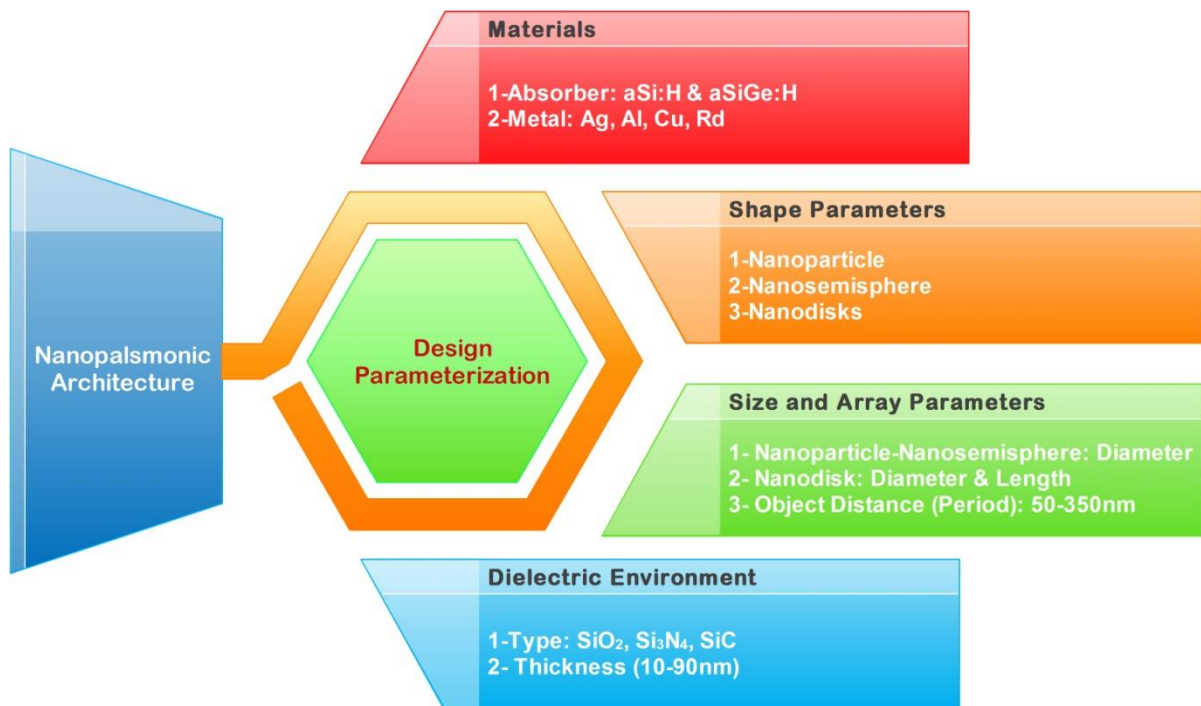 Materials
1-Absorber: aSi:H & aSiGe:H
2-Metal: Ag, Al, Cu, Rd
Nanopalsmonic
Architecture
Design
Parameterization
Shape Parameters
1-Nanoparticle
2-Nanosemisphere
3-Nanodisks
Size and Array Parameters
1- Nanoparticle-Nanosemisphere: Diameter
2- Nanodisk: Diameter & Length
3- Object Distance (Period): 50-350nm
Dielectric Environment
1-Type: SiO₂, Si₃N₄, SiC
2- Thickness (10-90nm)